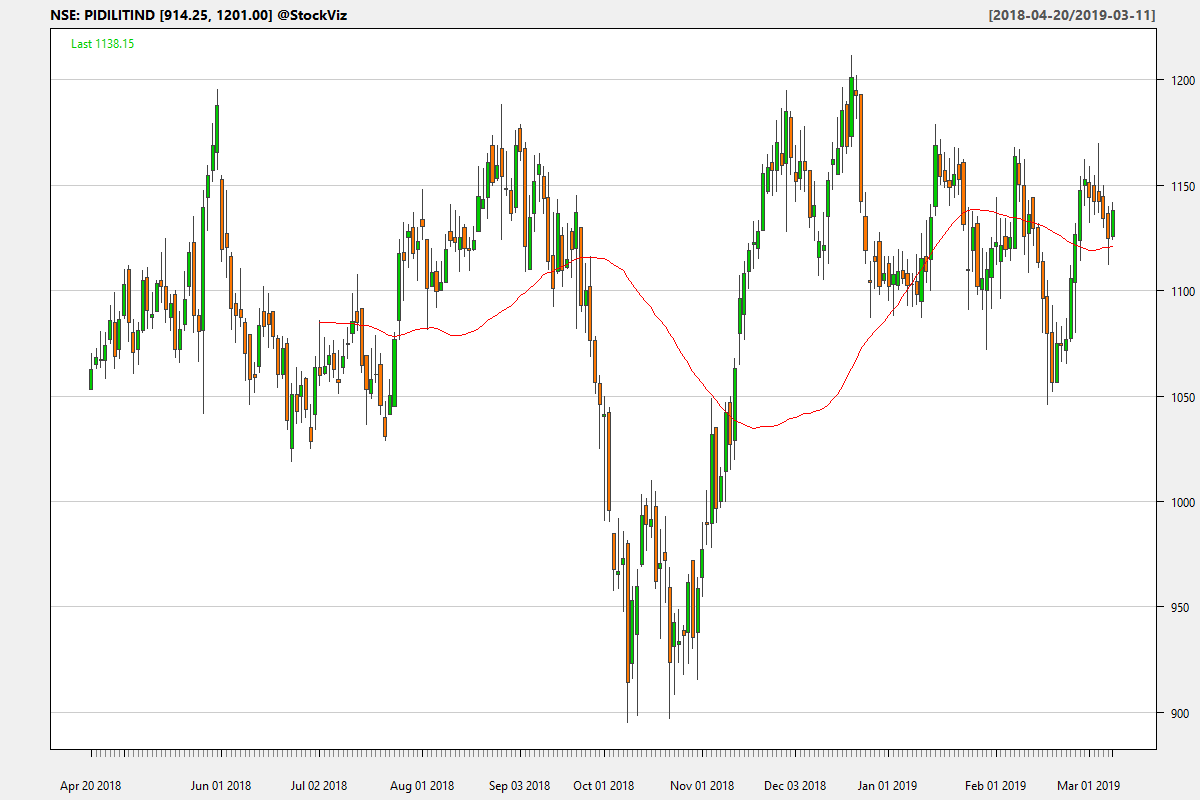 NSE: PIDILITIND [914.25, 1201.00] @StockViz [2018-04-20/2019-03-11]
Last 1138.15
1200
1150
1100
1050
1000
950
900
Apr 20 2018 Jun 01 2018 Jul 02 2018 Aug 01 2018 Sep 03 2018 Oct 01 2018 Nov 01 2018 Dec 03 2018 Jan 01 2019 Feb 01 2019 Mar 01 2019